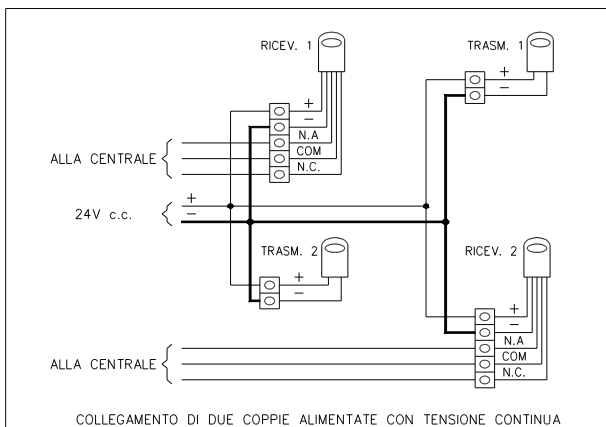 RICEV. 1
TRASM. 1
+
−
+
−
N.A
COM
N.C.
ALLA CENTRALE
+
−
24V c.c.
TRASM. 2
RICEV. 2
+
−
+
−
N.A
COM
N.C.
ALLA CENTRALE
COLLEGAMENTO DI DUE COPPIE ALIMENTATE CON TENSIONE CONTINUA